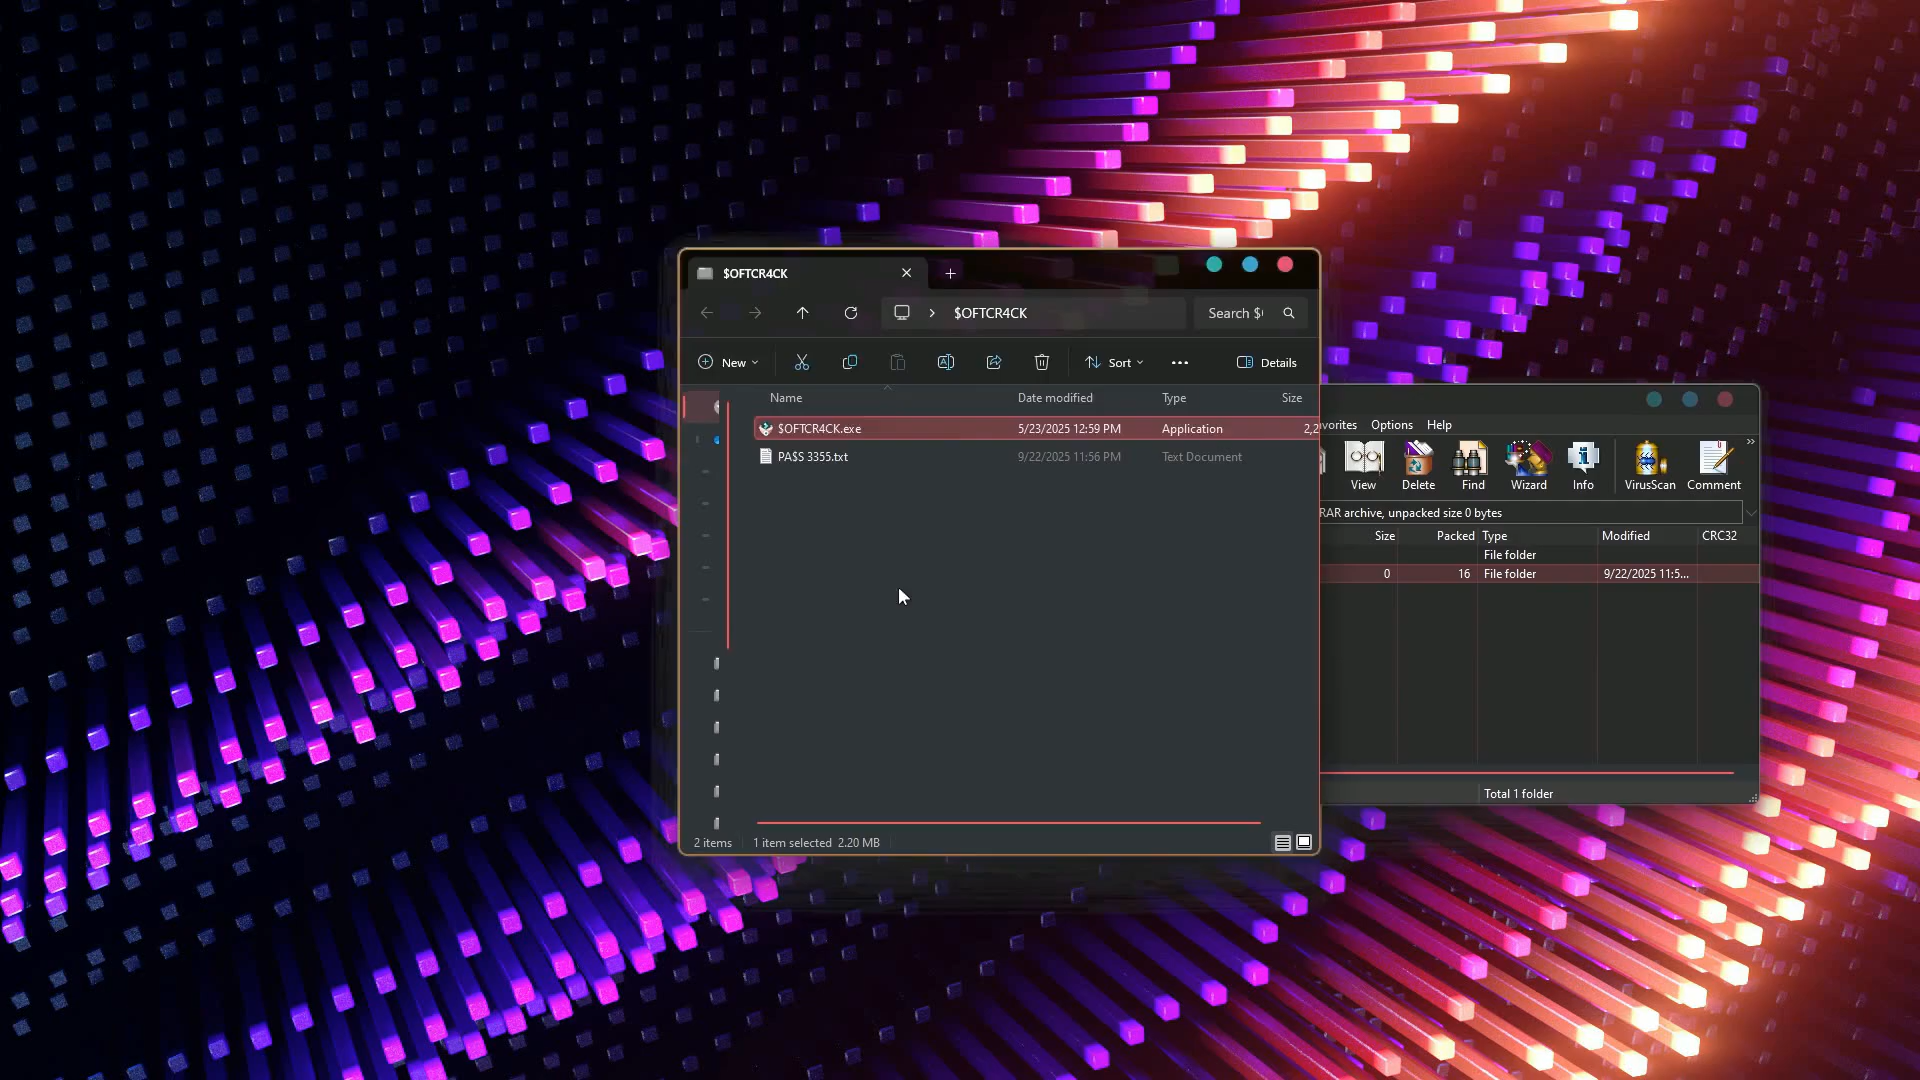 $OFTCR4CK
$OFTCR4CK
Search $
New
Sort
Details
Name Date modified Type Size
$OFTCR4CK.exe 5/23/2025 12:59 PM Application 2,2
PA$S 3355.txt 9/22/2025 11:56 PM Text Document
2 items 1 item selected 2.20 MB
vorites Options Help
View Delete Find Wizard Info VirusScan Comment
RAR archive, unpacked size 0 bytes
Size Packed Type Modified CRC32
File folder
0 16 File folder 9/22/2025 11:5...
Total 1 folder